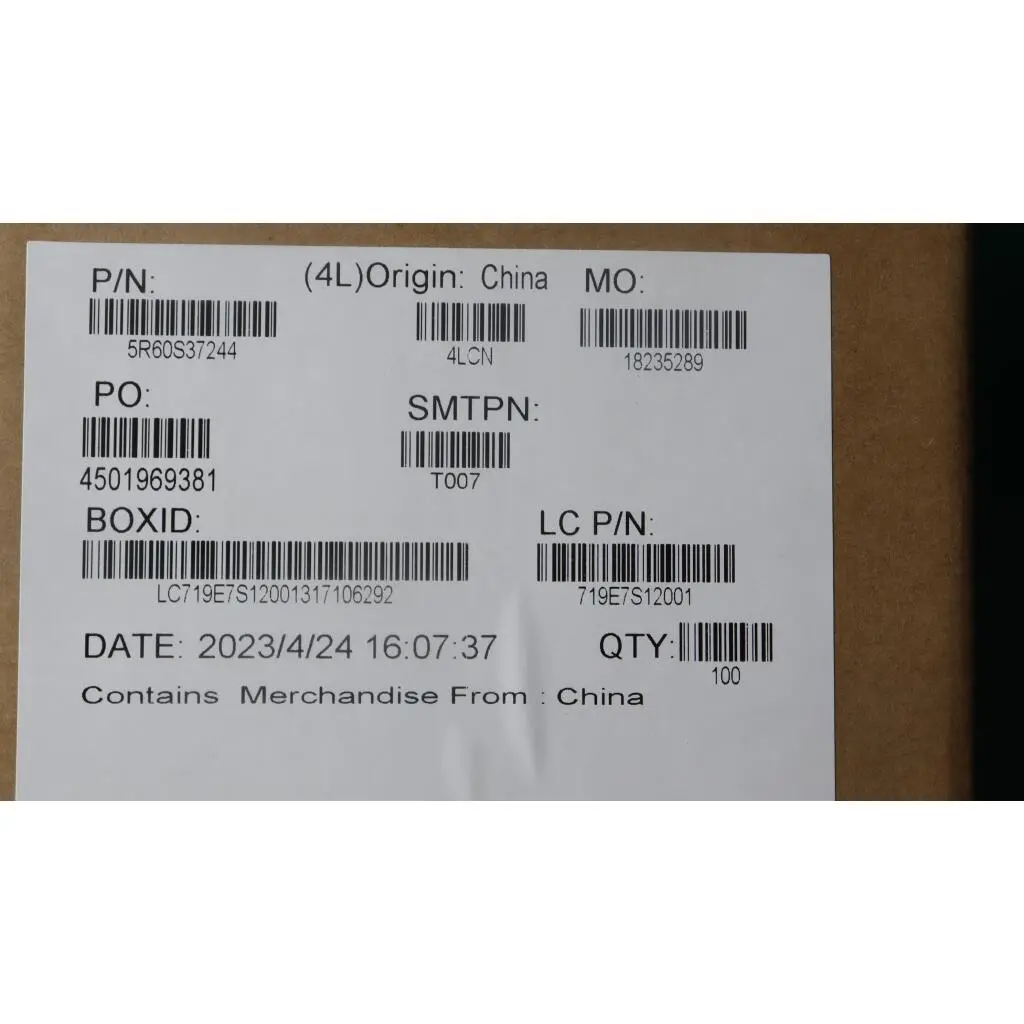 P/N: (4L)Origin: China MO:
5R60S37244 4LCN 18235289
PO: SMTPN:
4501969381 T007
BOXID: LC P/N:
LC719E7S12001317106292 719E7S12001
DATE: 2023/4/24 16:07:37 QTY:
100
Contains Merchandise From : China